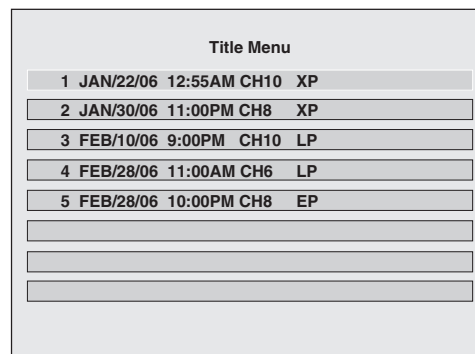 Title Menu
1 JAN/22/06 12:55AM CH10 XP
2 JAN/30/06 11:00PM CH8 XP
3 FEB/10/06 9:00PM CH10 LP
4 FEB/28/06 11:00AM CH6 LP
5 FEB/28/06 10:00PM CH8 EP